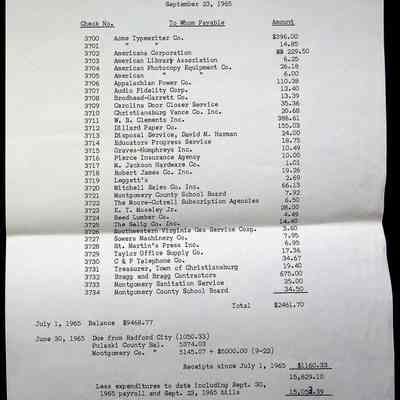 September 23, 1965
Check No. To Whom Payable Amount
3700 Acme Typewriter Co. $396.00
3701 " " 14.85
3702 Americana Corporation 229.50
3703 American Library Association 6.25
3704 American Photocopy Equipment Co. 26.18
3705 American " " 6.00
3706 Appalachian Power Co. 110.28
3707 Audio Fidelity Corp. 13.40
3708 Brodhead-Garrett Co. 13.39
3709 Carolina Door Closer Service 35.36
3710 Christiansburg Vance Co. Inc. 20.68
3711 W. B. Clements Inc. 388.61
3712 Dillard Paper Co. 155.03
3713 Disposal Service, David M. Harman 24.00
3714 Educators Progress Service 18.75
3715 Graves-Humphreys Inc. 10.49
3716 Pierce Insurance Agency 10.00
3717 W. Jackson Hardware Co. 1.01
3718 Robert James Co. Inc. 19.26
3719 Leggett's 2.69
3720 Mitchell Sales Co. Inc. 66.13
3721 Montgomery County School Board 7.92
3722 The Moore-Cottrell Subscription Agencies 6.50
3723 E. T. Moseley Jr. 28.00
3724 Reed Lumber Co. 4.49
3725 The Selig Co. Inc. 14.40
3726 Southwestern Virginia Gas Service Corp. 3.60
3727 Sowers Machinery Co. 7.95
3728 St. Martin's Press Inc. 6.95
3729 Taylor Office Supply Co. 17.36
3730 C & P Telephone Co. 34.67
3731 Treasurer, Town of Christiansburg 19.40
3732 Bragg and Bragg Contractors 675.00
3733 Montgomery Sanitation Service 35.00
3734 Montgomery County School Board 34.50
Total $2461.70
July 1, 1965 Balance $9468.77
June 30, 1965 Due from Radford City (1050.33)
Pulaski County Bal. 5374.03
Montgomery Co. " 5145.07 + $5000.00 (9-23)
Receipts since July 1, 1965 $1160.33
15,629.10
Less expenditures to date including Sept. 30,
1965 payroll and Sept. 23, 1965 bills